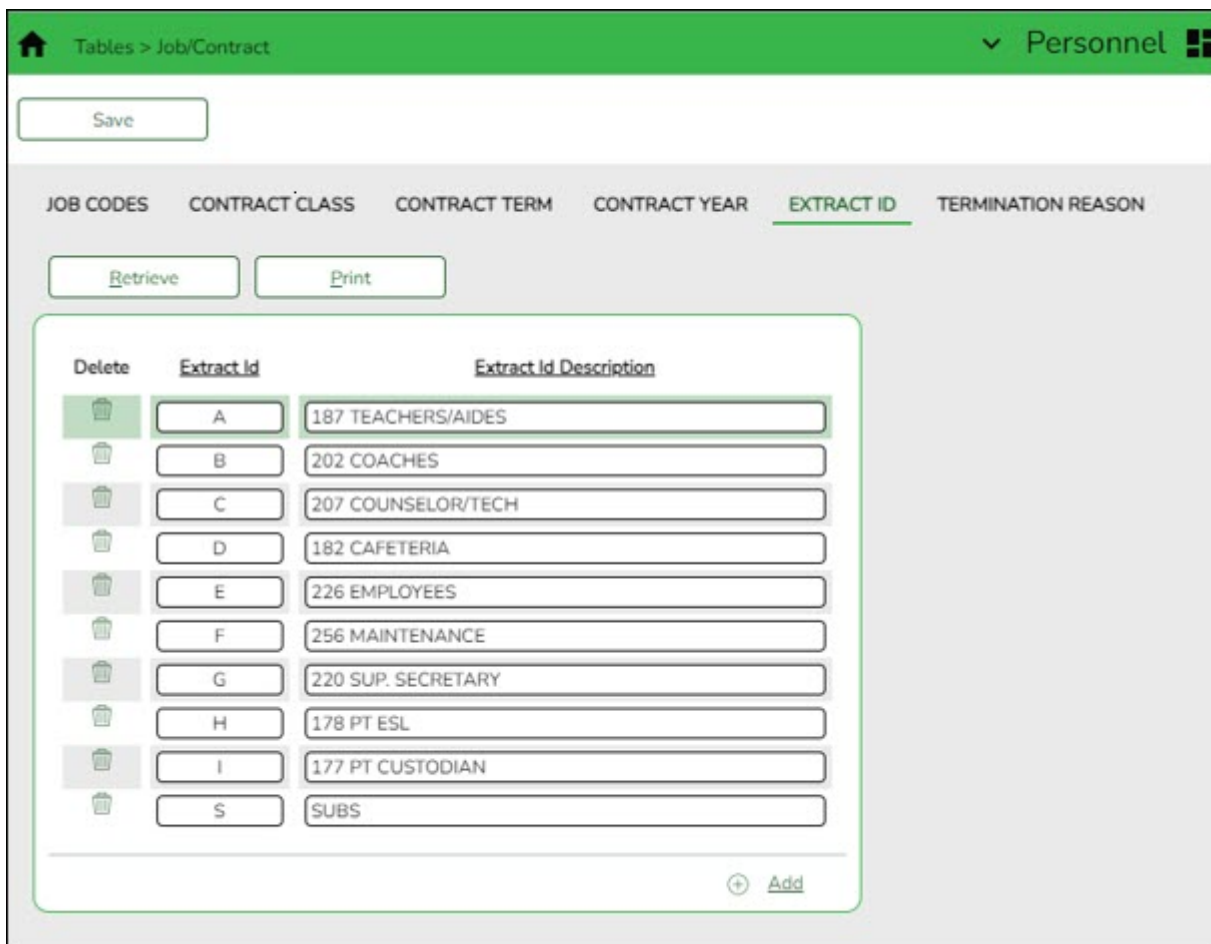 Tables > Job/Contract Personnel
Save
JOB CODES CONTRACT CLASS CONTRACT TERM CONTRACT YEAR EXTRACT ID TERMINATION REASON
Retrieve Print
Delete Extract Id Extract Id Description
A 187 TEACHERS/AIDES
B 202 COACHES
C 207 COUNSELOR/TECH
D 182 CAFETERIA
E 226 EMPLOYEES
F 256 MAINTENANCE
G 220 SUP. SECRETARY
H 178 PT ESL
I 177 PT CUSTODIAN
S SUBS
Add